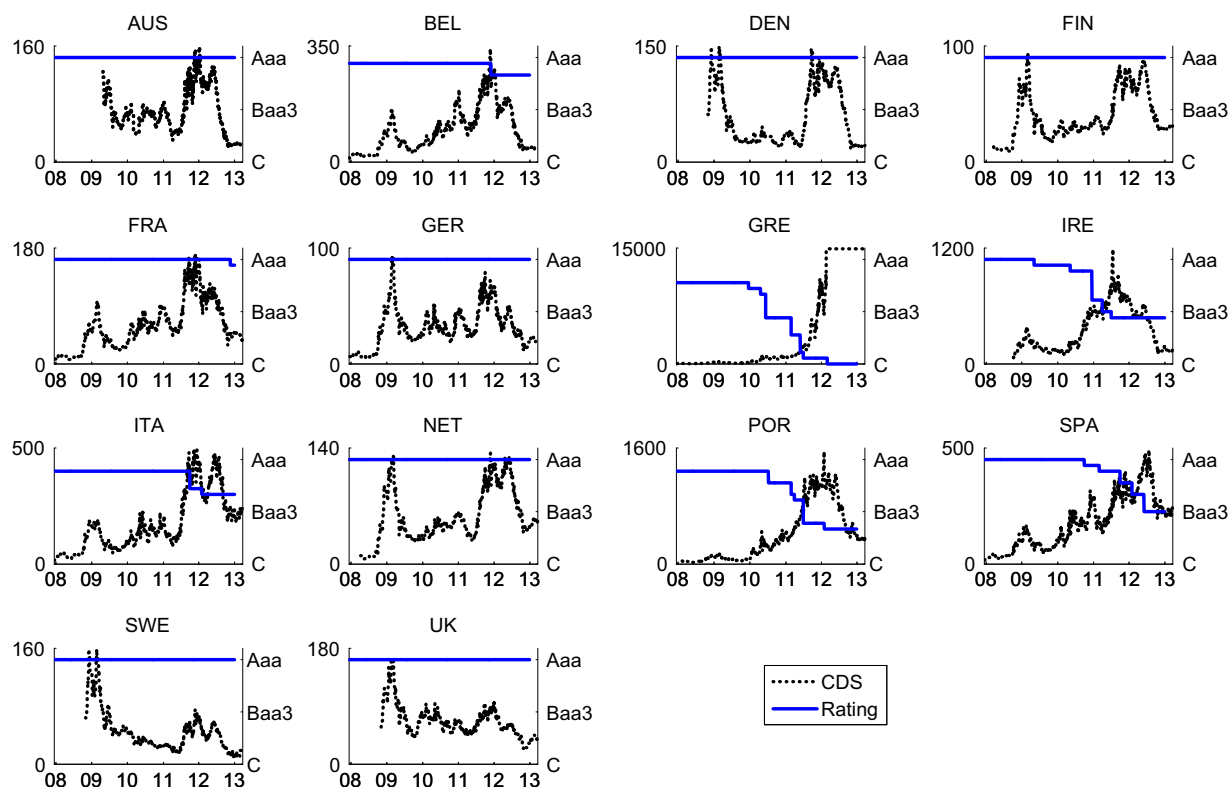 AUS BEL DEN FIN
160 Aaa 350 Aaa 150 Aaa 100 Aaa
Baa3 Baa3 Baa3 Baa3
0 C 0 C 0 C 0 C
08 09 10 11 12 13 08 09 10 11 12 13 08 09 10 11 12 13 08 09 10 11 12 13
FRA GER GRE IRE
180 Aaa 100 Aaa 15000 Aaa 1200 Aaa
Baa3 Baa3 Baa3 Baa3
0 C 0 C 0 C 0 C
08 09 10 11 12 13 08 09 10 11 12 13 08 09 10 11 12 13 08 09 10 11 12 13
ITA NET POR SPA
500 Aaa 140 Aaa 1600 Aaa 500 Aaa
Baa3 Baa3 Baa3 Baa3
0 C 0 C 0 C 0 C
08 09 10 11 12 13 08 09 10 11 12 13 08 09 10 11 12 13 08 09 10 11 12 13
SWE UK
160 Aaa 180 Aaa
CDS
Baa3 Baa3 Rating
0 C 0 C
08 09 10 11 12 13 08 09 10 11 12 13